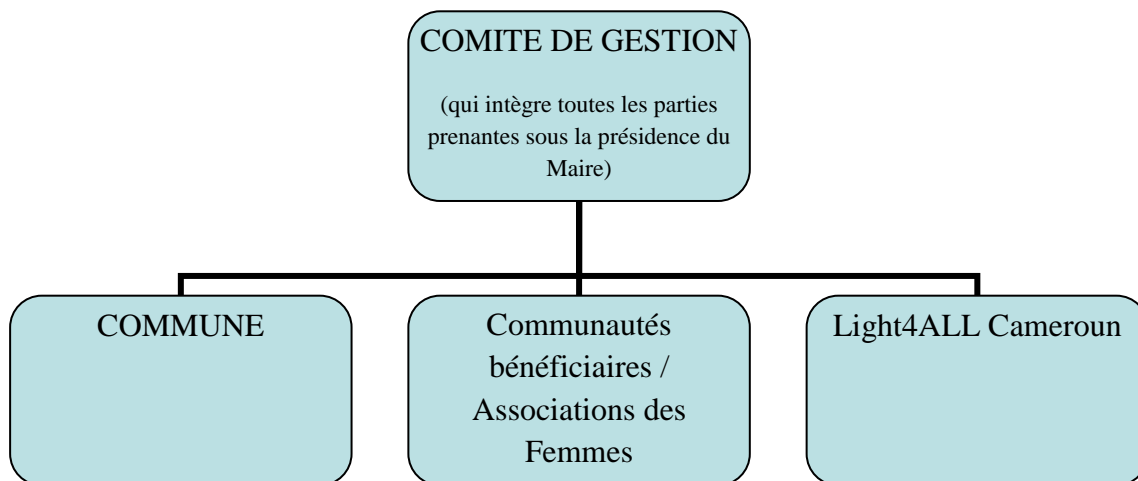 COMITE DE GESTION
(qui intègre toutes les parties
prenantes sous la présidence du
Maire)
COMMUNE
Communautés
bénéficiaires /
Associations des
Femmes
Light4ALL Cameroun